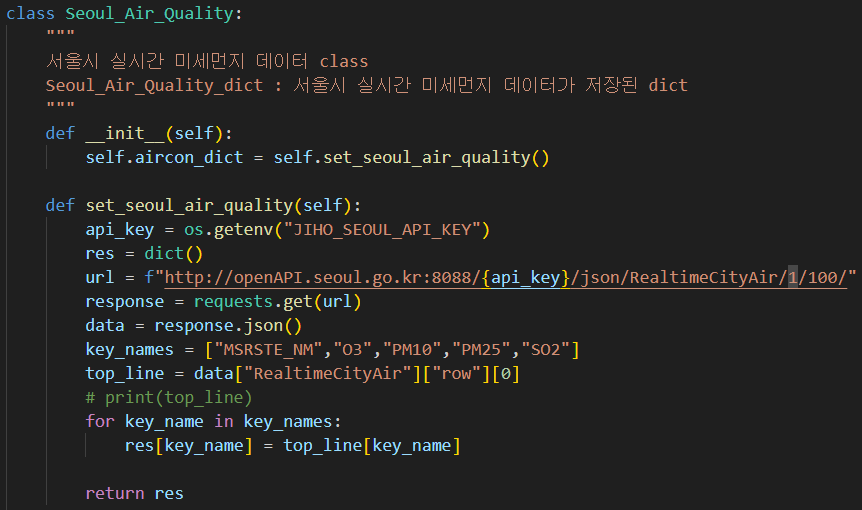 class Seoul_Air_Quality:
    """
    서울시 실시간 미세먼지 데이터 class
    Seoul_Air_Quality_dict : 서울시 실시간 미세먼지 데이터가 저장된 dict
    """
    def __init__(self):
        self.aircon_dict = self.set_seoul_air_quality()

    def set_seoul_air_quality(self):
        api_key = os.getenv("JIHO_SEOUL_API_KEY")
        res = dict()
        url = f"http://openAPI.seoul.go.kr:8088/{api_key}/json/RealtimeCityAir/1/100/"
        response = requests.get(url)
        data = response.json()
        key_names = ["MSRSTE_NM","O3","PM10","PM25","SO2"]
        top_line = data["RealtimeCityAir"]["row"][0]
        # print(top_line)
        for key_name in key_names:
            res[key_name] = top_line[key_name]

        return res